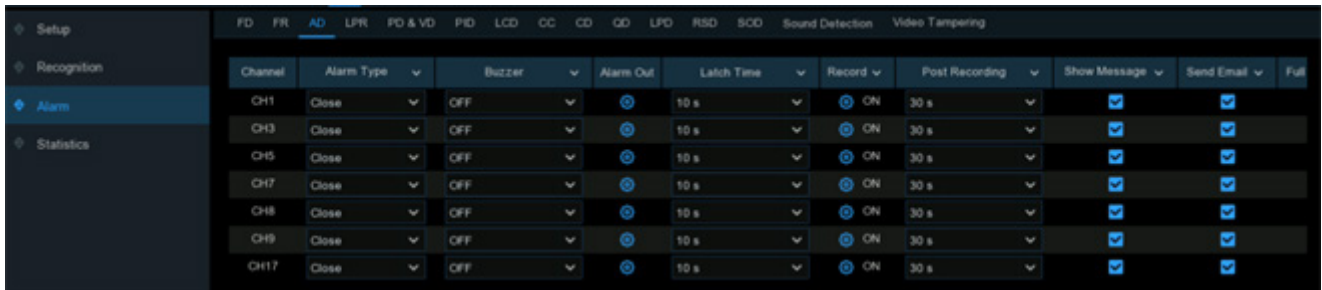 Setup
Recognition
Alarm
Statistics
FD FR AD LPR PD & VD PID LCD CC CD QD LPD RSD SOD Sound Detection Video Tampering
Channel Alarm Type Buzzer Alarm Out Latch Time Record Post Recording Show Message Send Email Full
CH1 Close OFF 10 s ON 30 s
CH3 Close OFF 10 s ON 30 s
CH5 Close OFF 10 s ON 30 s
CH7 Close OFF 10 s ON 30 s
CH8 Close OFF 10 s ON 30 s
CH9 Close OFF 10 s ON 30 s
CH17 Close OFF 10 s ON 30 s